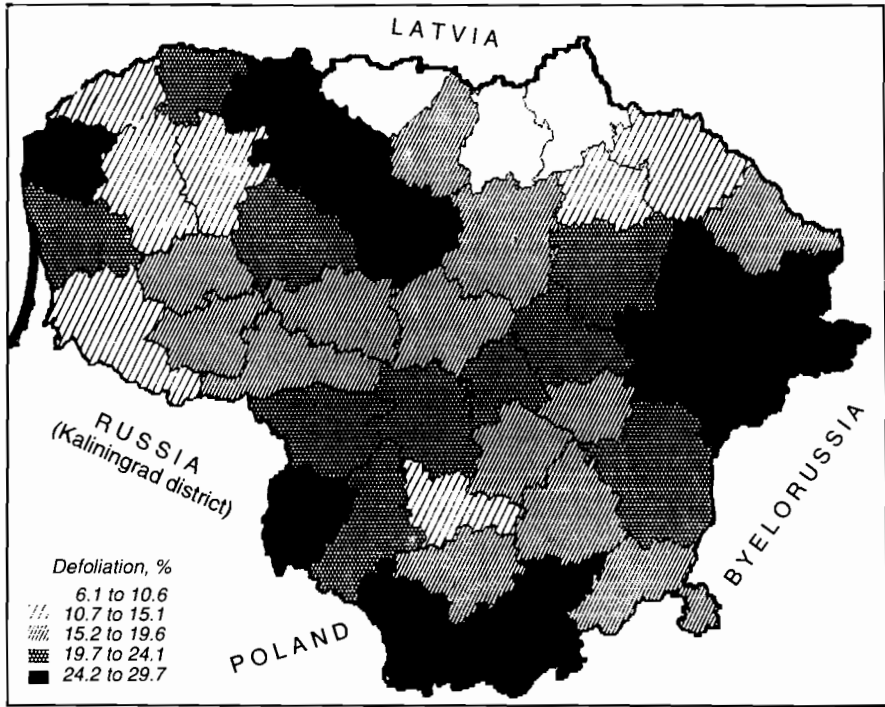 LATVIA
RUSSIA
(Kaliningrad district)
BYELORUSSIA
POLAND
Defoliation, %
6.1 to 10.6
10.7 to 15.1
15.2 to 19.6
19.7 to 24.1
24.2 to 29.7